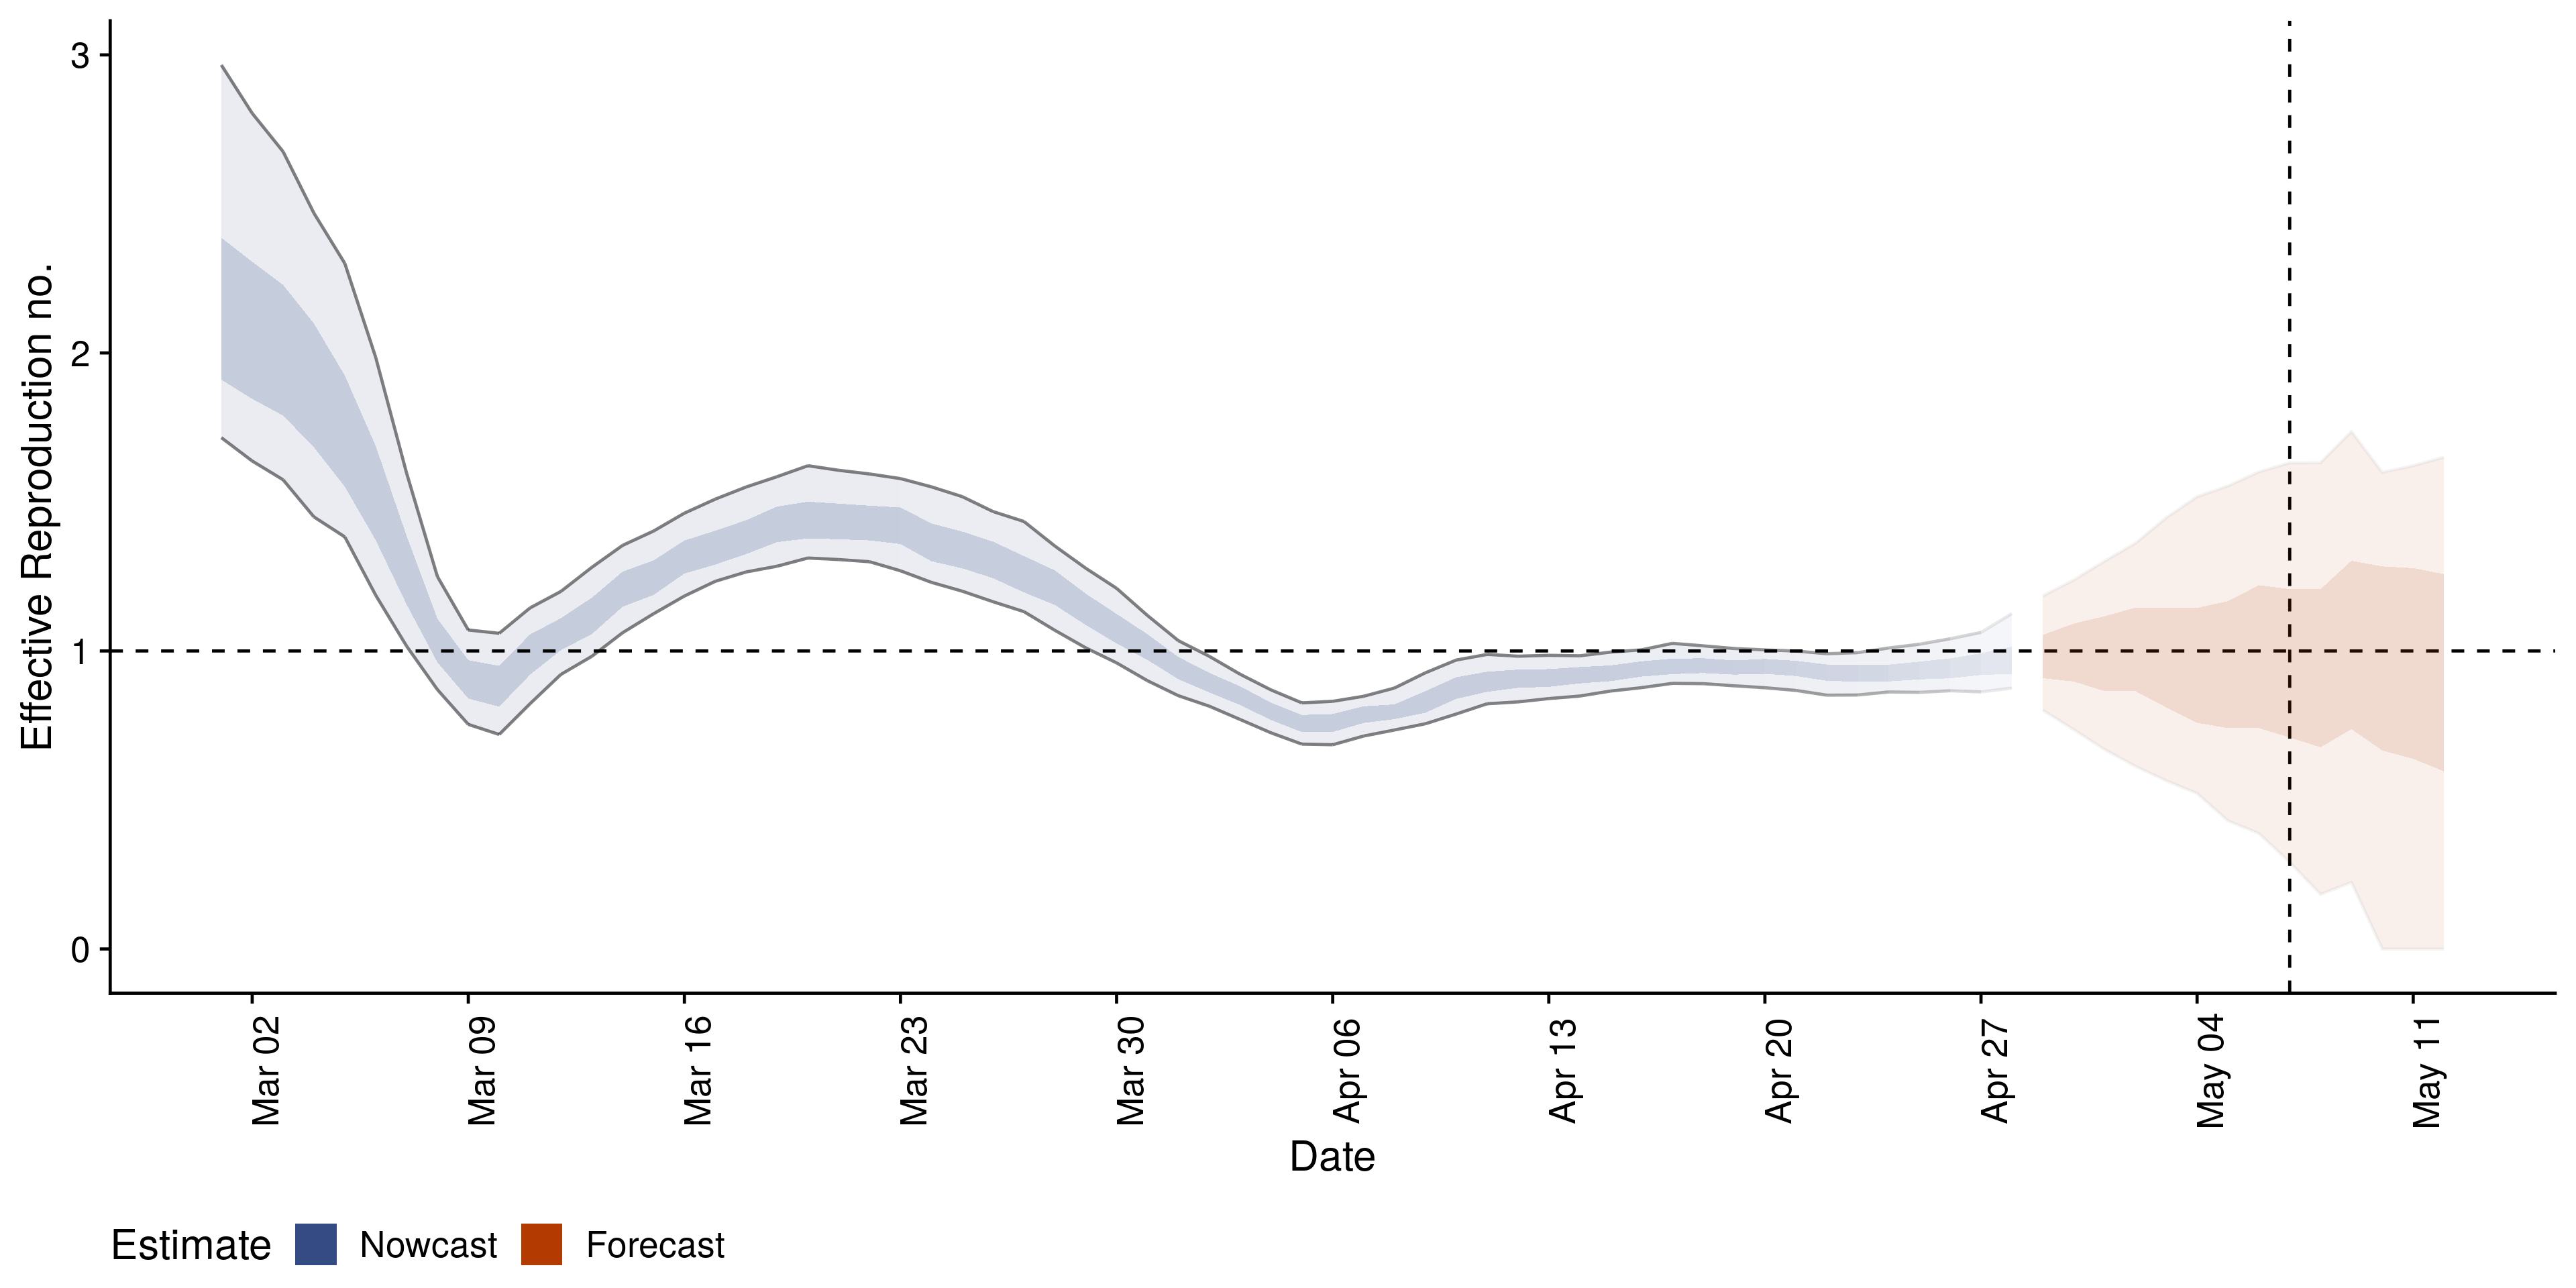 Effective Reproduction no.
3
2
1
0
Mar 02
Mar 09
Mar 16
Mar 23
Mar 30
Apr 06
Apr 13
Apr 20
Apr 27
May 04
May 11
Date
Estimate Nowcast Forecast